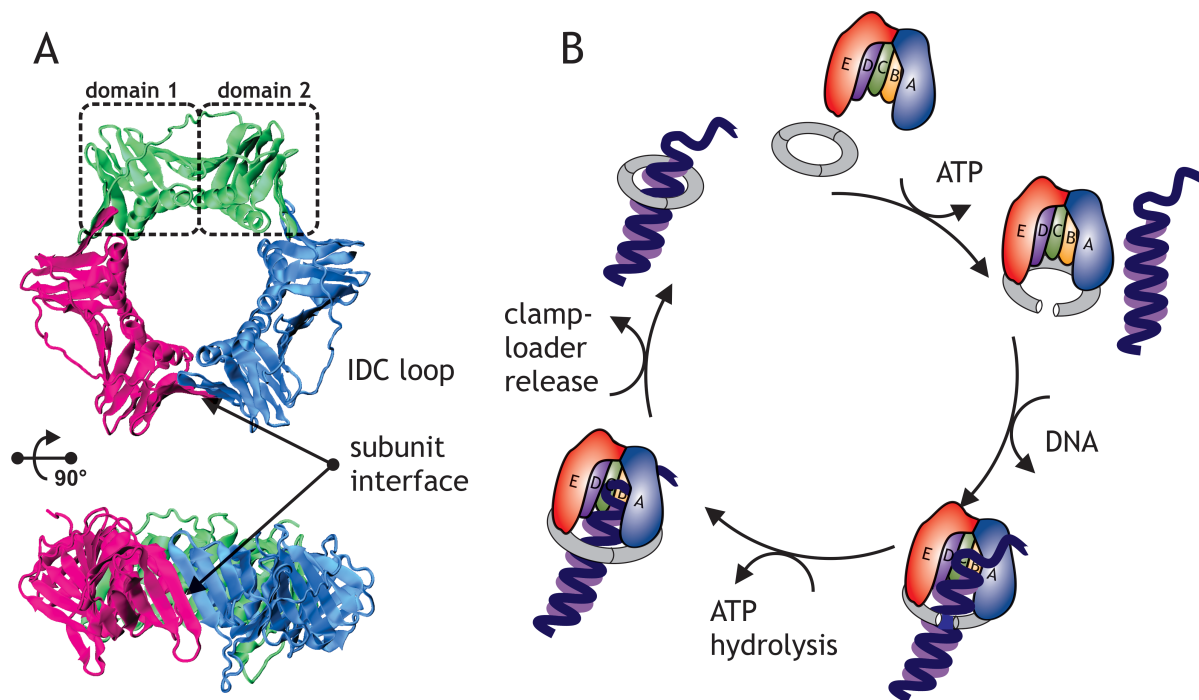 A
domain 1
domain 2
IDC loop
subunit
interface
90°
B
E
D
C
B
A
ATP
E
D
C
B
A
DNA
E
D
C
B
A
ATP
hydrolysis
E
D
C
B
A
clamp-
loader
release